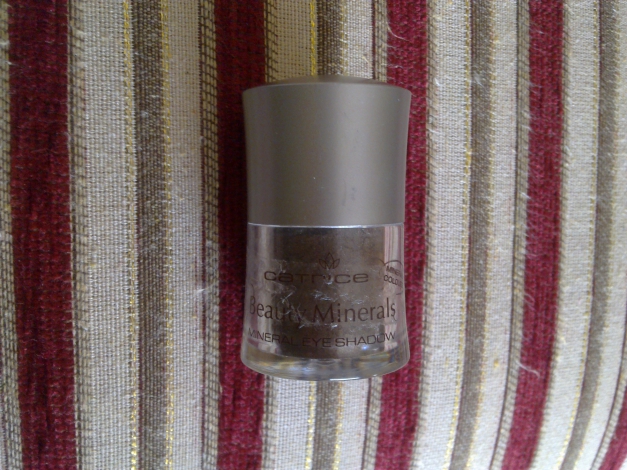 CATRICE
Beauty Minerals
MINERAL EYE SHADOW